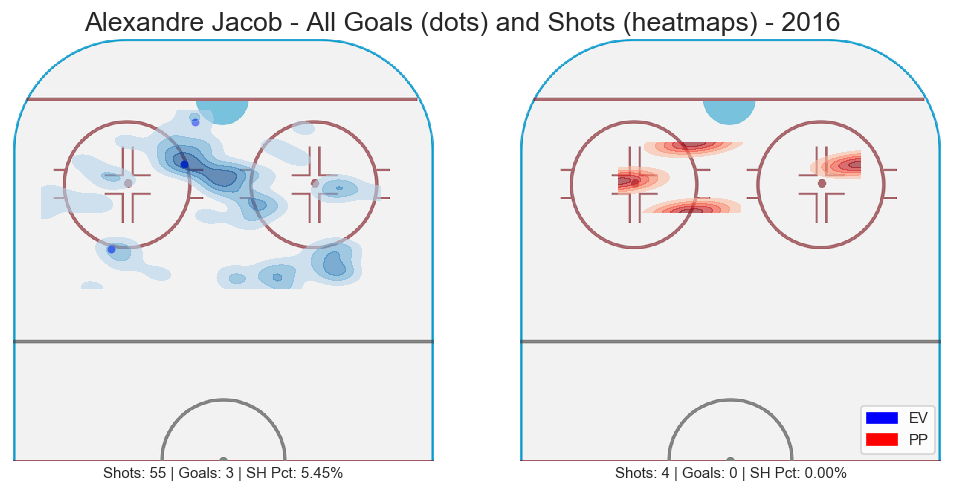 Alexandre Jacob - All Goals (dots) and Shots (heatmaps) - 2016
EV
PP
Shots: 55 | Goals: 3 | SH Pct: 5.45%
Shots: 4 | Goals: 0 | SH Pct: 0.00%